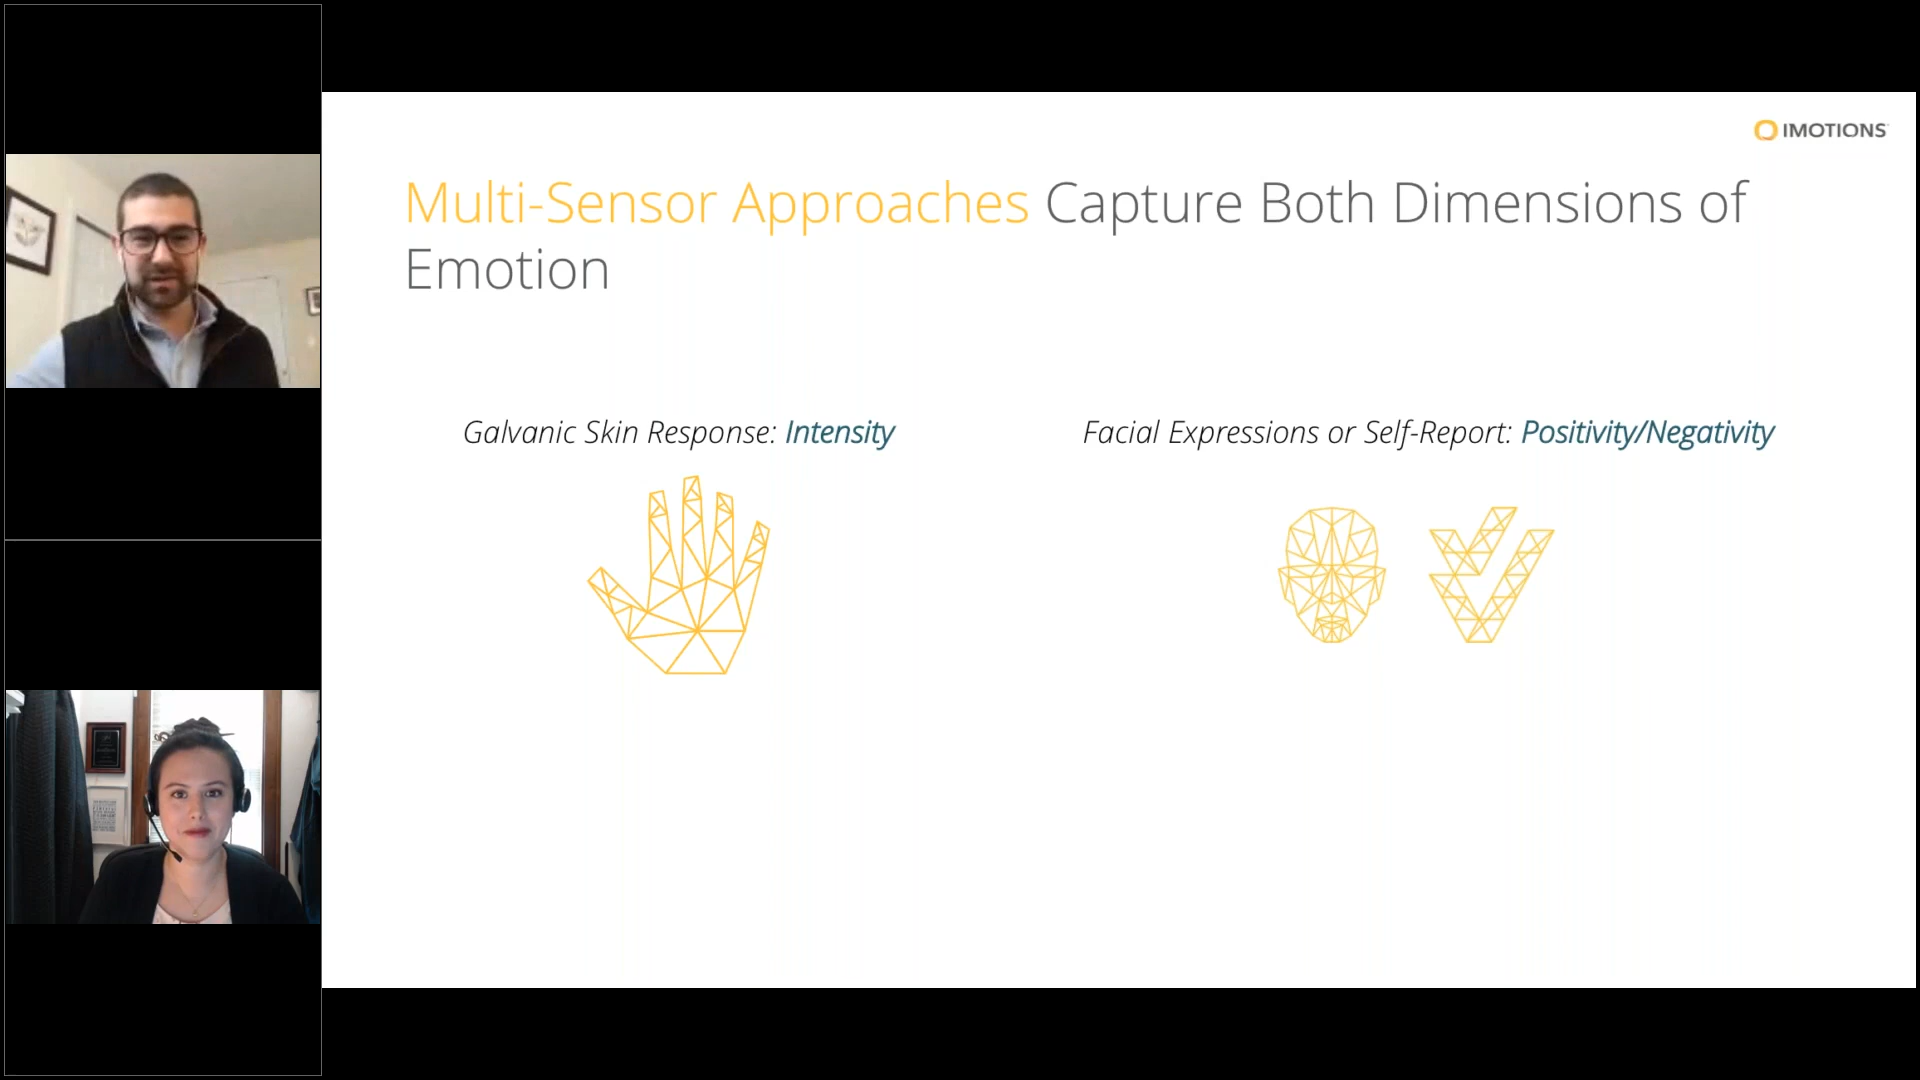 IMOTIONS
Multi-Sensor Approaches Capture Both Dimensions of
Emotion
Galvanic Skin Response: Intensity
Facial Expressions or Self-Report: Positivity/Negativity